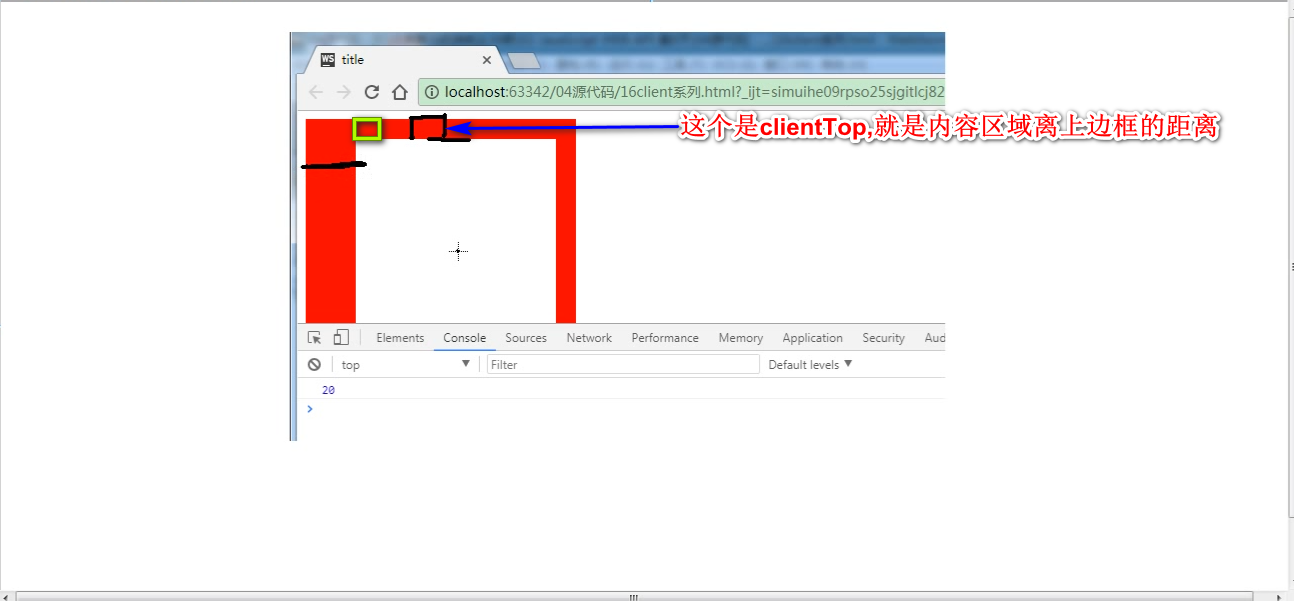 title
localhost:63342/04源代码/16client系列.html?_ijt=simuihe09rpso25sjgitlcj82
这个是clientTop,就是内容区域离上边框的距离
Elements Console Sources Network Performance Memory Application Security Aud
top Filter Default levels
20